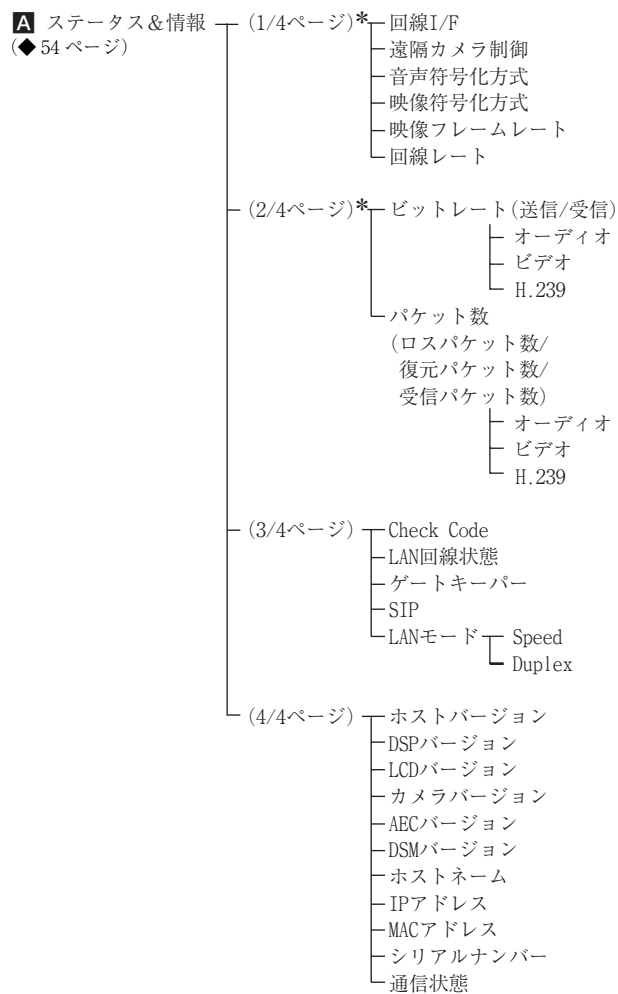 A ステータス＆情報
(◆54 ページ)
(1/4ページ)*
回線I/F
遠隔カメラ制御
音声符号化方式
映像符号化方式
映像フレームレート
回線レート
(2/4ページ)*
ビットレート(送信/受信)
オーディオ
ビデオ
H.239
パケット数
(ロスパケット数/
復元パケット数/
受信パケット数)
オーディオ
ビデオ
H.239
(3/4ページ)
Check Code
LAN回線状態
ゲートキーパー
SIP
LANモード
Speed
Duplex
(4/4ページ)
ホストバージョン
DSPバージョン
LCDバージョン
カメラバージョン
AECバージョン
DSMバージョン
ホストネーム
IPアドレス
MACアドレス
シリアルナンバー
通信状態